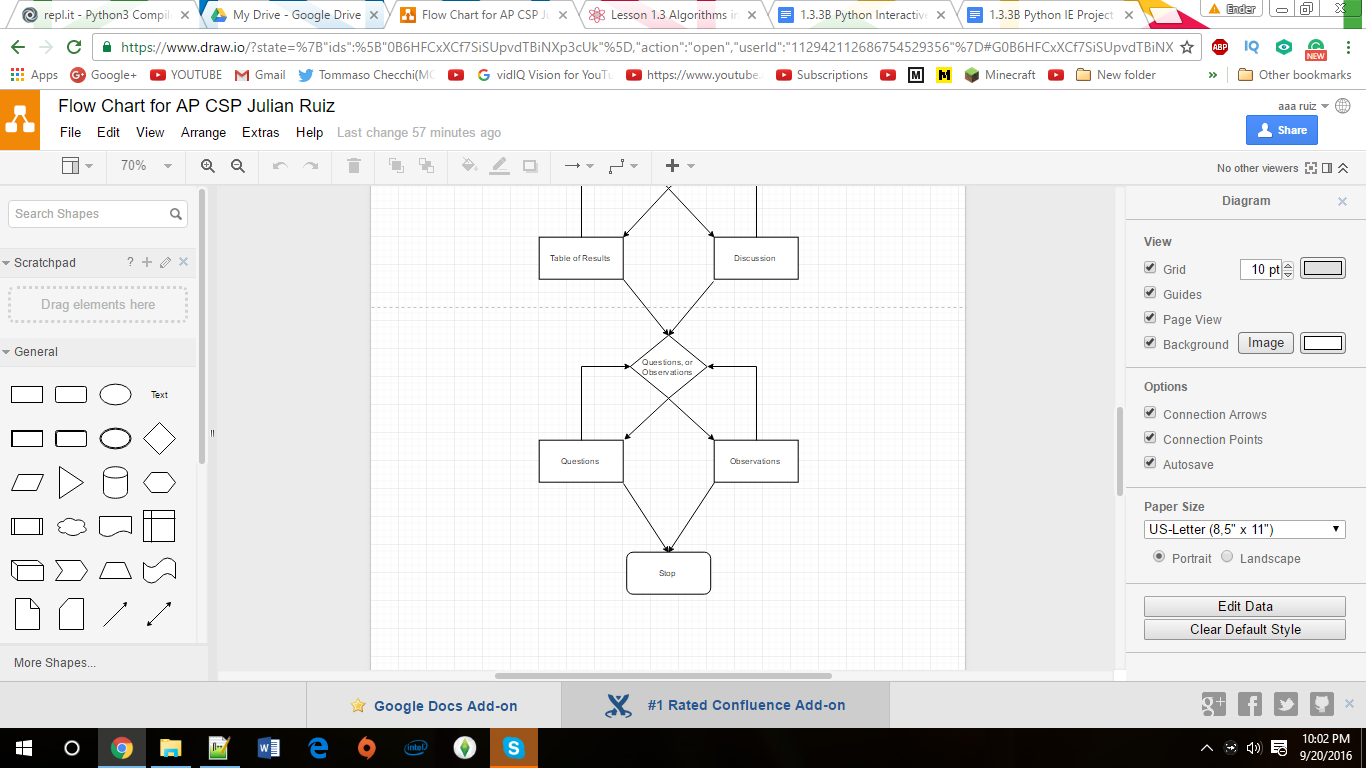 repl.it - Python3 Compil
My Drive - Google Drive
Flow Chart for AP CSP Ju
Lesson 1.3 Algorithms in
1.3.3B Python Interactive
1.3.3B Python IE Project
Ender
https://www.draw.io/?state=%7B"ids":%5B"0B6HFCxXCf7SiSUpvdTBiNXp3cUk"%5D,"action":"open","userId":"112942112686754529356"%7D#G0B6HFCxXCf7SiSUpvdTBiNX
ABP
IQ
NEW
Apps
Google+
YOUTUBE
Gmail
Tommaso Checchi(MC
vidIQ Vision for YouTu
https://www.youtube.
Subscriptions
M
M
Minecraft
New folder
»
Other bookmarks
Flow Chart for AP CSP Julian Ruiz
aaa ruiz
File Edit View Arrange Extras Help Last change 57 minutes ago
Share
70%
No other viewers
Search Shapes
Scratchpad
?
Drag elements here
General
Text
More Shapes...
Table of Results
Discussion
Questions, or
Observations
Questions
Observations
Stop
Diagram
View
Grid
10 pt
Guides
Page View
Background
Image
Options
Connection Arrows
Connection Points
Autosave
Paper Size
US-Letter (8,5" x 11")
Portrait
Landscape
Edit Data
Clear Default Style
Google Docs Add-on
#1 Rated Confluence Add-on
10:02 PM
9/20/2016